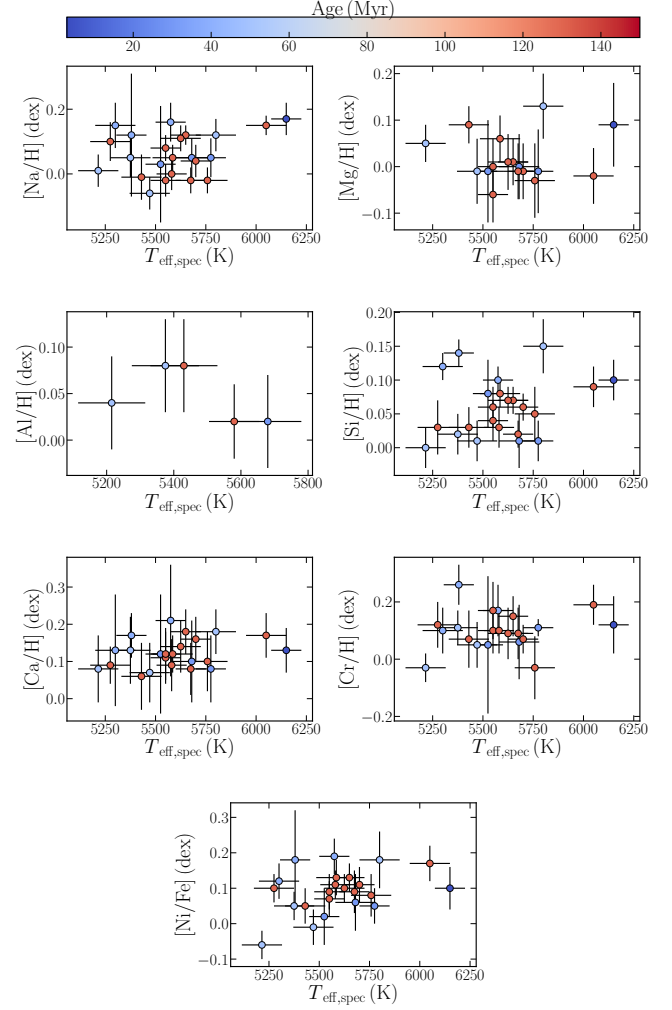 Age (Myr)
20 40 60 80 100 120 140
[Na/H] (dex)
0.2
0.0
5250 5500 5750 6000 6250
T_eff,spec (K)
[Mg/H] (dex)
0.2
0.1
0.0
−0.1
5250 5500 5750 6000 6250
T_eff,spec (K)
[Al/H] (dex)
0.10
0.05
0.00
5200 5400 5600 5800
T_eff,spec (K)
[Si/H] (dex)
0.20
0.15
0.10
0.05
0.00
5250 5500 5750 6000 6250
T_eff,spec (K)
[Ca/H] (dex)
0.3
0.2
0.1
0.0
5250 5500 5750 6000 6250
T_eff,spec (K)
[Cr/H] (dex)
0.2
0.0
−0.2
5250 5500 5750 6000 6250
T_eff,spec (K)
[Ni/Fe] (dex)
0.3
0.2
0.1
0.0
−0.1
5250 5500 5750 6000 6250
T_eff,spec (K)